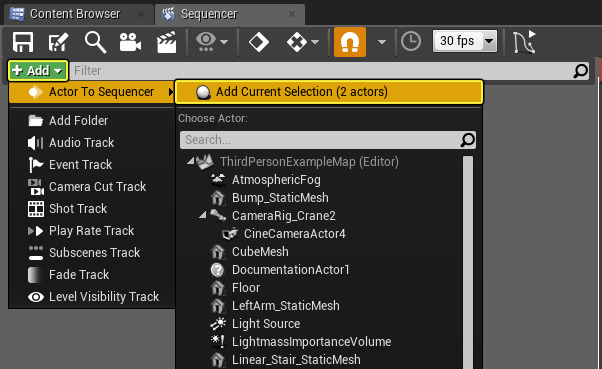 Content Browser
Sequencer
30 fps
+ Add
Filter
Actor To Sequencer
Add Current Selection (2 actors)
Add Folder
Audio Track
Event Track
Camera Cut Track
Shot Track
Play Rate Track
Subscenes Track
Fade Track
Level Visibility Track
Choose Actor:
Search...
ThirdPersonExampleMap (Editor)
AtmosphericFog
Bump_StaticMesh
CameraRig_Crane2
CineCameraActor4
CubeMesh
DocumentationActor1
Floor
LeftArm_StaticMesh
Light Source
LightmassImportanceVolume
Linear_Stair_StaticMesh